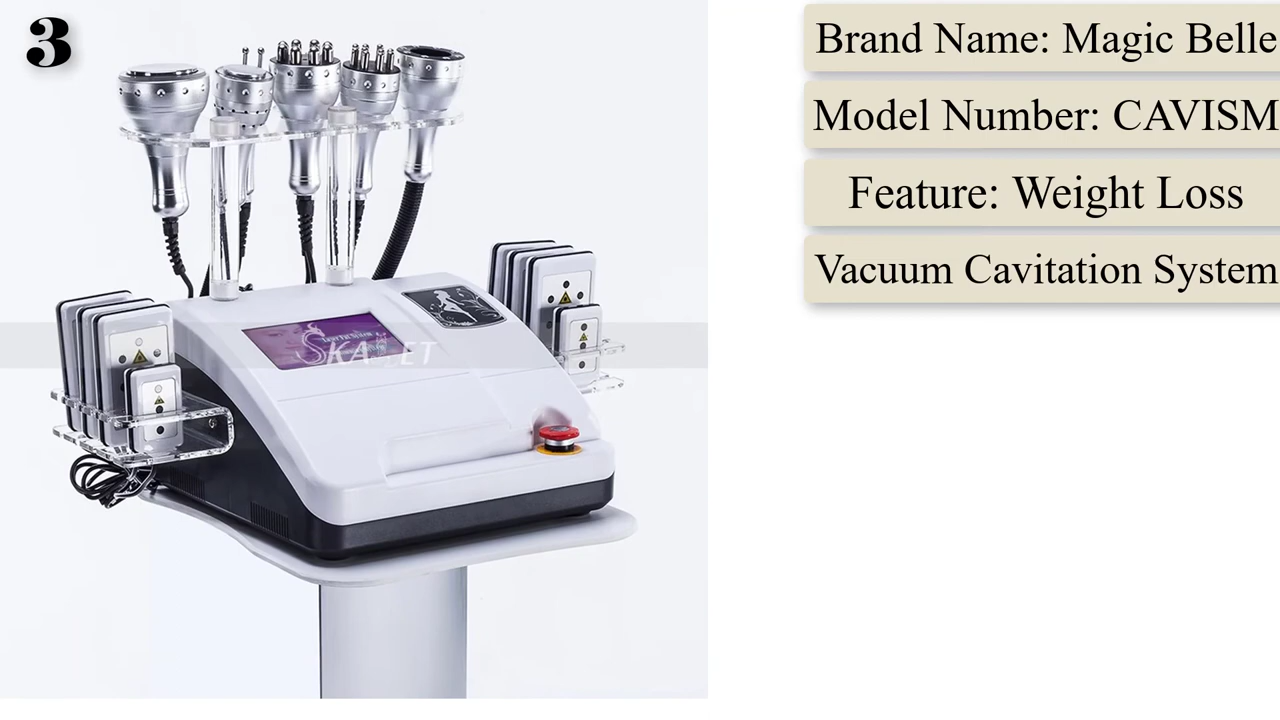 3
Brand Name: Magic Belle
Model Number: CAVISM
Feature: Weight Loss
Vacuum Cavitation System